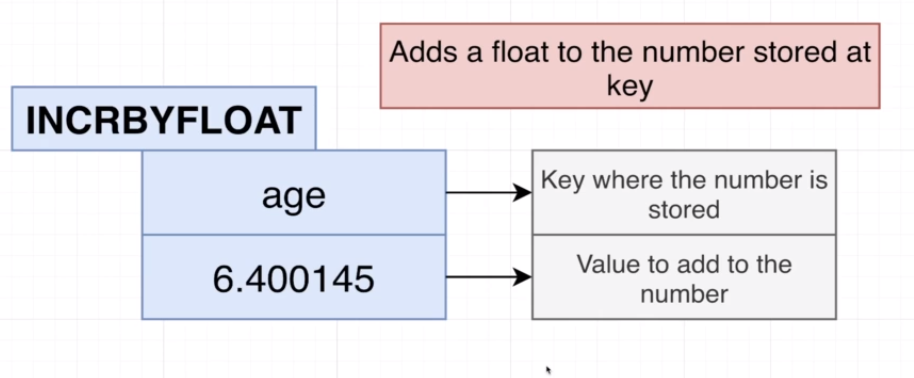 Adds a float to the number stored at
key
INCRBYFLOAT
age
Key where the number is
stored
6.400145
Value to add to the
number